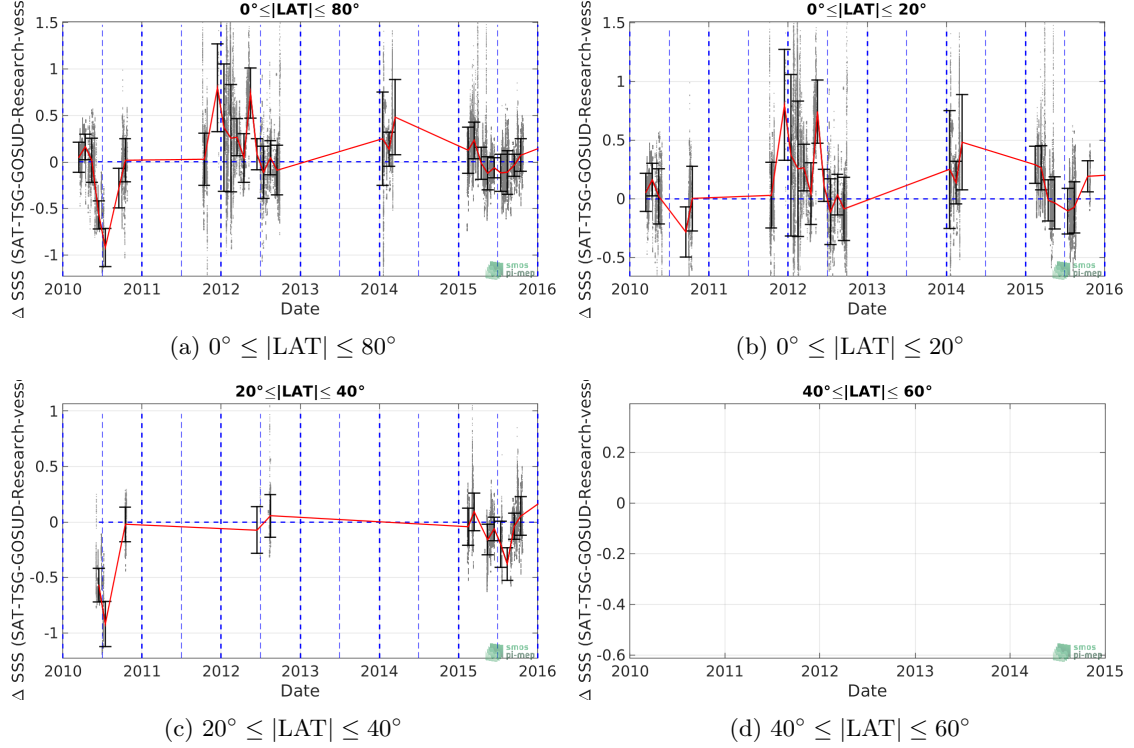 0°≤|LAT|≤ 80°
Δ SSS (SAT-TSG-GOSUD-Research-vess
1.5
1
0.5
0
-0.5
-1
2010 2011 2012 2013 2014 2015 2016
Date
smos
pi-mep
(a) 0° ≤ |LAT| ≤ 80°
0°≤|LAT|≤ 20°
Δ SSS (SAT-TSG-GOSUD-Research-vess
1.5
1
0.5
0
-0.5
2010 2011 2012 2013 2014 2015 2016
Date
smos
pi-mep
(b) 0° ≤ |LAT| ≤ 20°
20°≤|LAT|≤ 40°
Δ SSS (SAT-TSG-GOSUD-Research-vess
1
0.5
0
-0.5
-1
2010 2011 2012 2013 2014 2015 2016
Date
smos
pi-mep
(c) 20° ≤ |LAT| ≤ 40°
40°≤|LAT|≤ 60°
Δ SSS (SAT-TSG-GOSUD-Research-vess
0.2
0
-0.2
-0.4
-0.6
2010 2011 2012 2013 2014 2015
Date
smos
pi-mep
(d) 40° ≤ |LAT| ≤ 60°